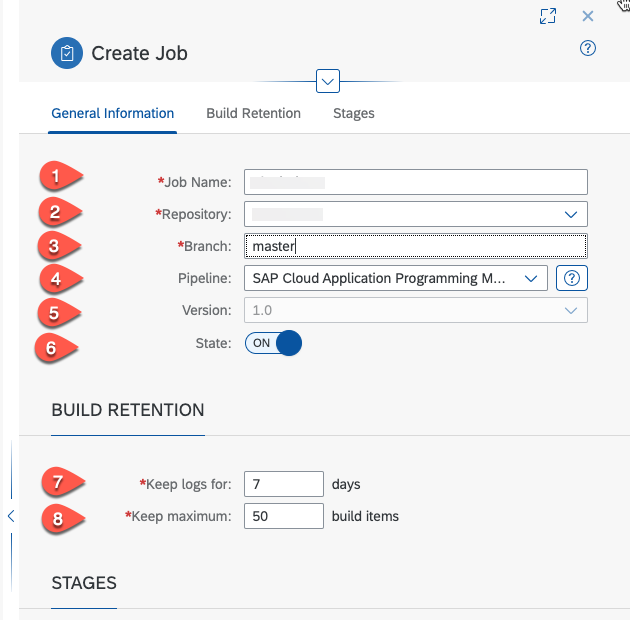 Create Job
?
General Information Build Retention Stages
1 *Job Name:
2 *Repository:
3 *Branch: master
4 Pipeline: SAP Cloud Application Programming M... ?
5 Version: 1.0
6 State: ON
BUILD RETENTION
7 *Keep logs for: 7 days
8 *Keep maximum: 50 build items
STAGES